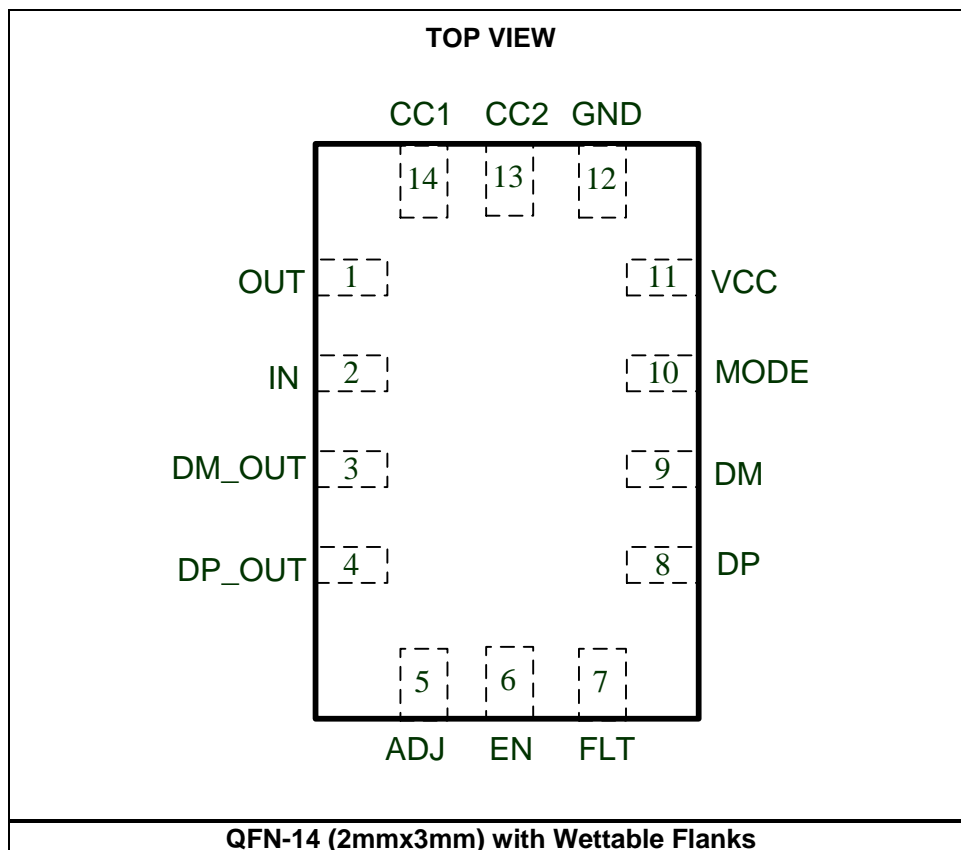 TOP VIEW
CC1 CC2 GND
14 13 12
OUT 1 11 VCC
IN 2 10 MODE
DM_OUT 3 9 DM
DP_OUT 4 8 DP
5 6 7
ADJ EN FLT
QFN-14 (2mmx3mm) with Wettable Flanks